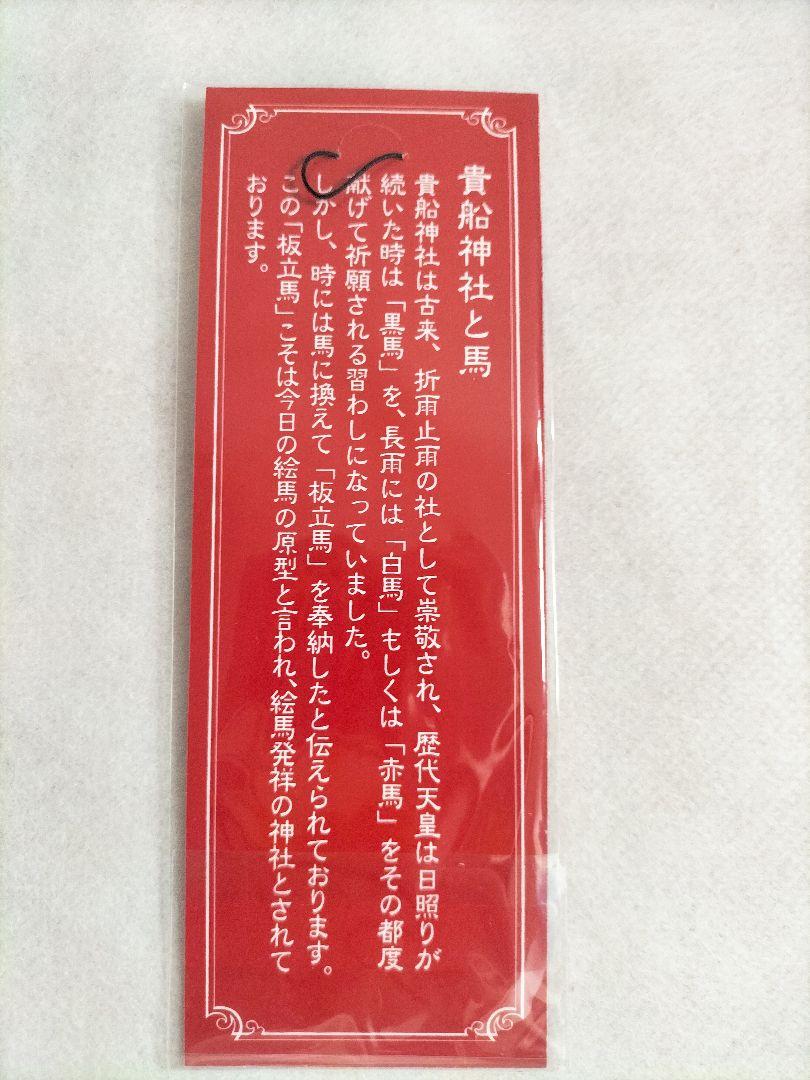 貴船神社と馬
貴船神社は古来、折雨止雨の社として崇敬され、歴代天皇は日照りが
続いた時は「黒馬」を、長雨には「白馬」もしくは「赤馬」をその都度
献げて祈願される習わしになっていました。
しかし、時には馬に換えて「板立馬」を奉納したと伝えられております。
この「板立馬」こそは今日の絵馬の原型と言われ、絵馬発祥の神社とされて
おります。